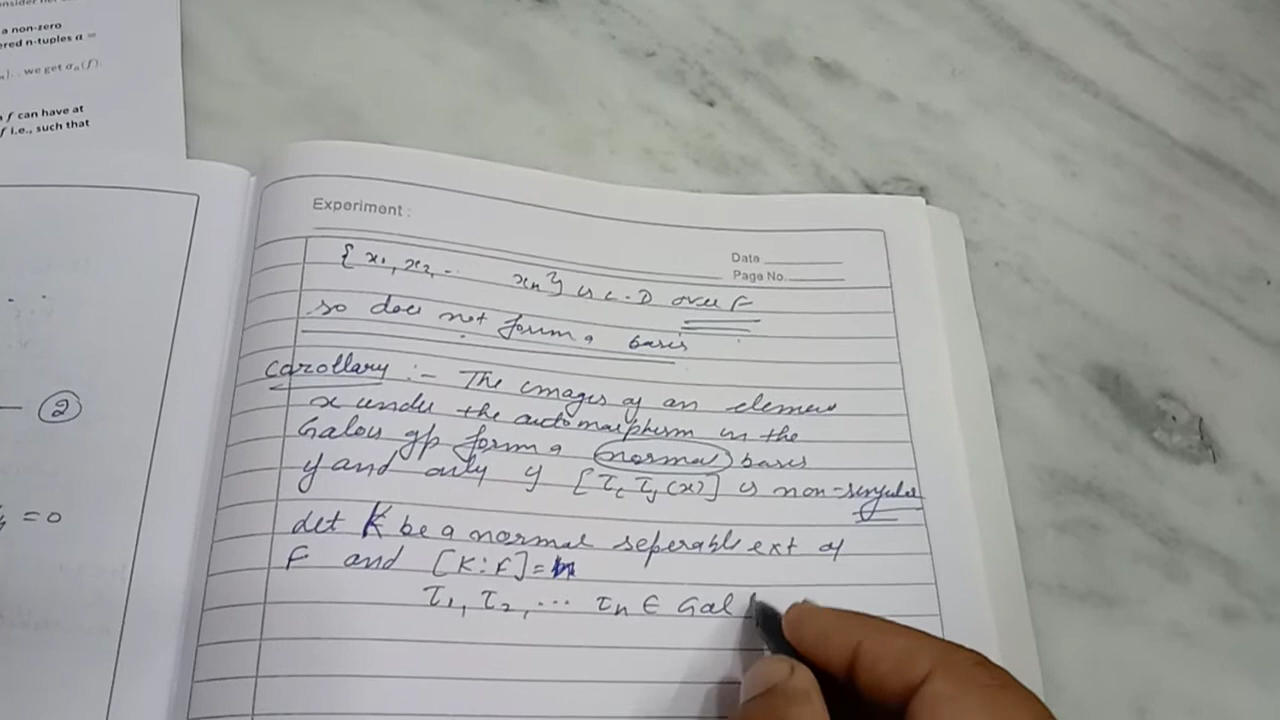 a non-zero
ered n-tuples a =
we get σn(f).
f can have at
f i.e., such that
2
= 0
Experiment :
Date
Page No.
{ x1, x2, - - xn } is L.D over F
so does not form a basis
Carollary :- The images of an element
x under the automorphism in the
Galois gp form a normal basis
if and only if [τi τj (x)] is non-singular
Let K be a normal seperable ext of
F and [K : F] = n
τ1, τ2, ... τn ∈ Gal